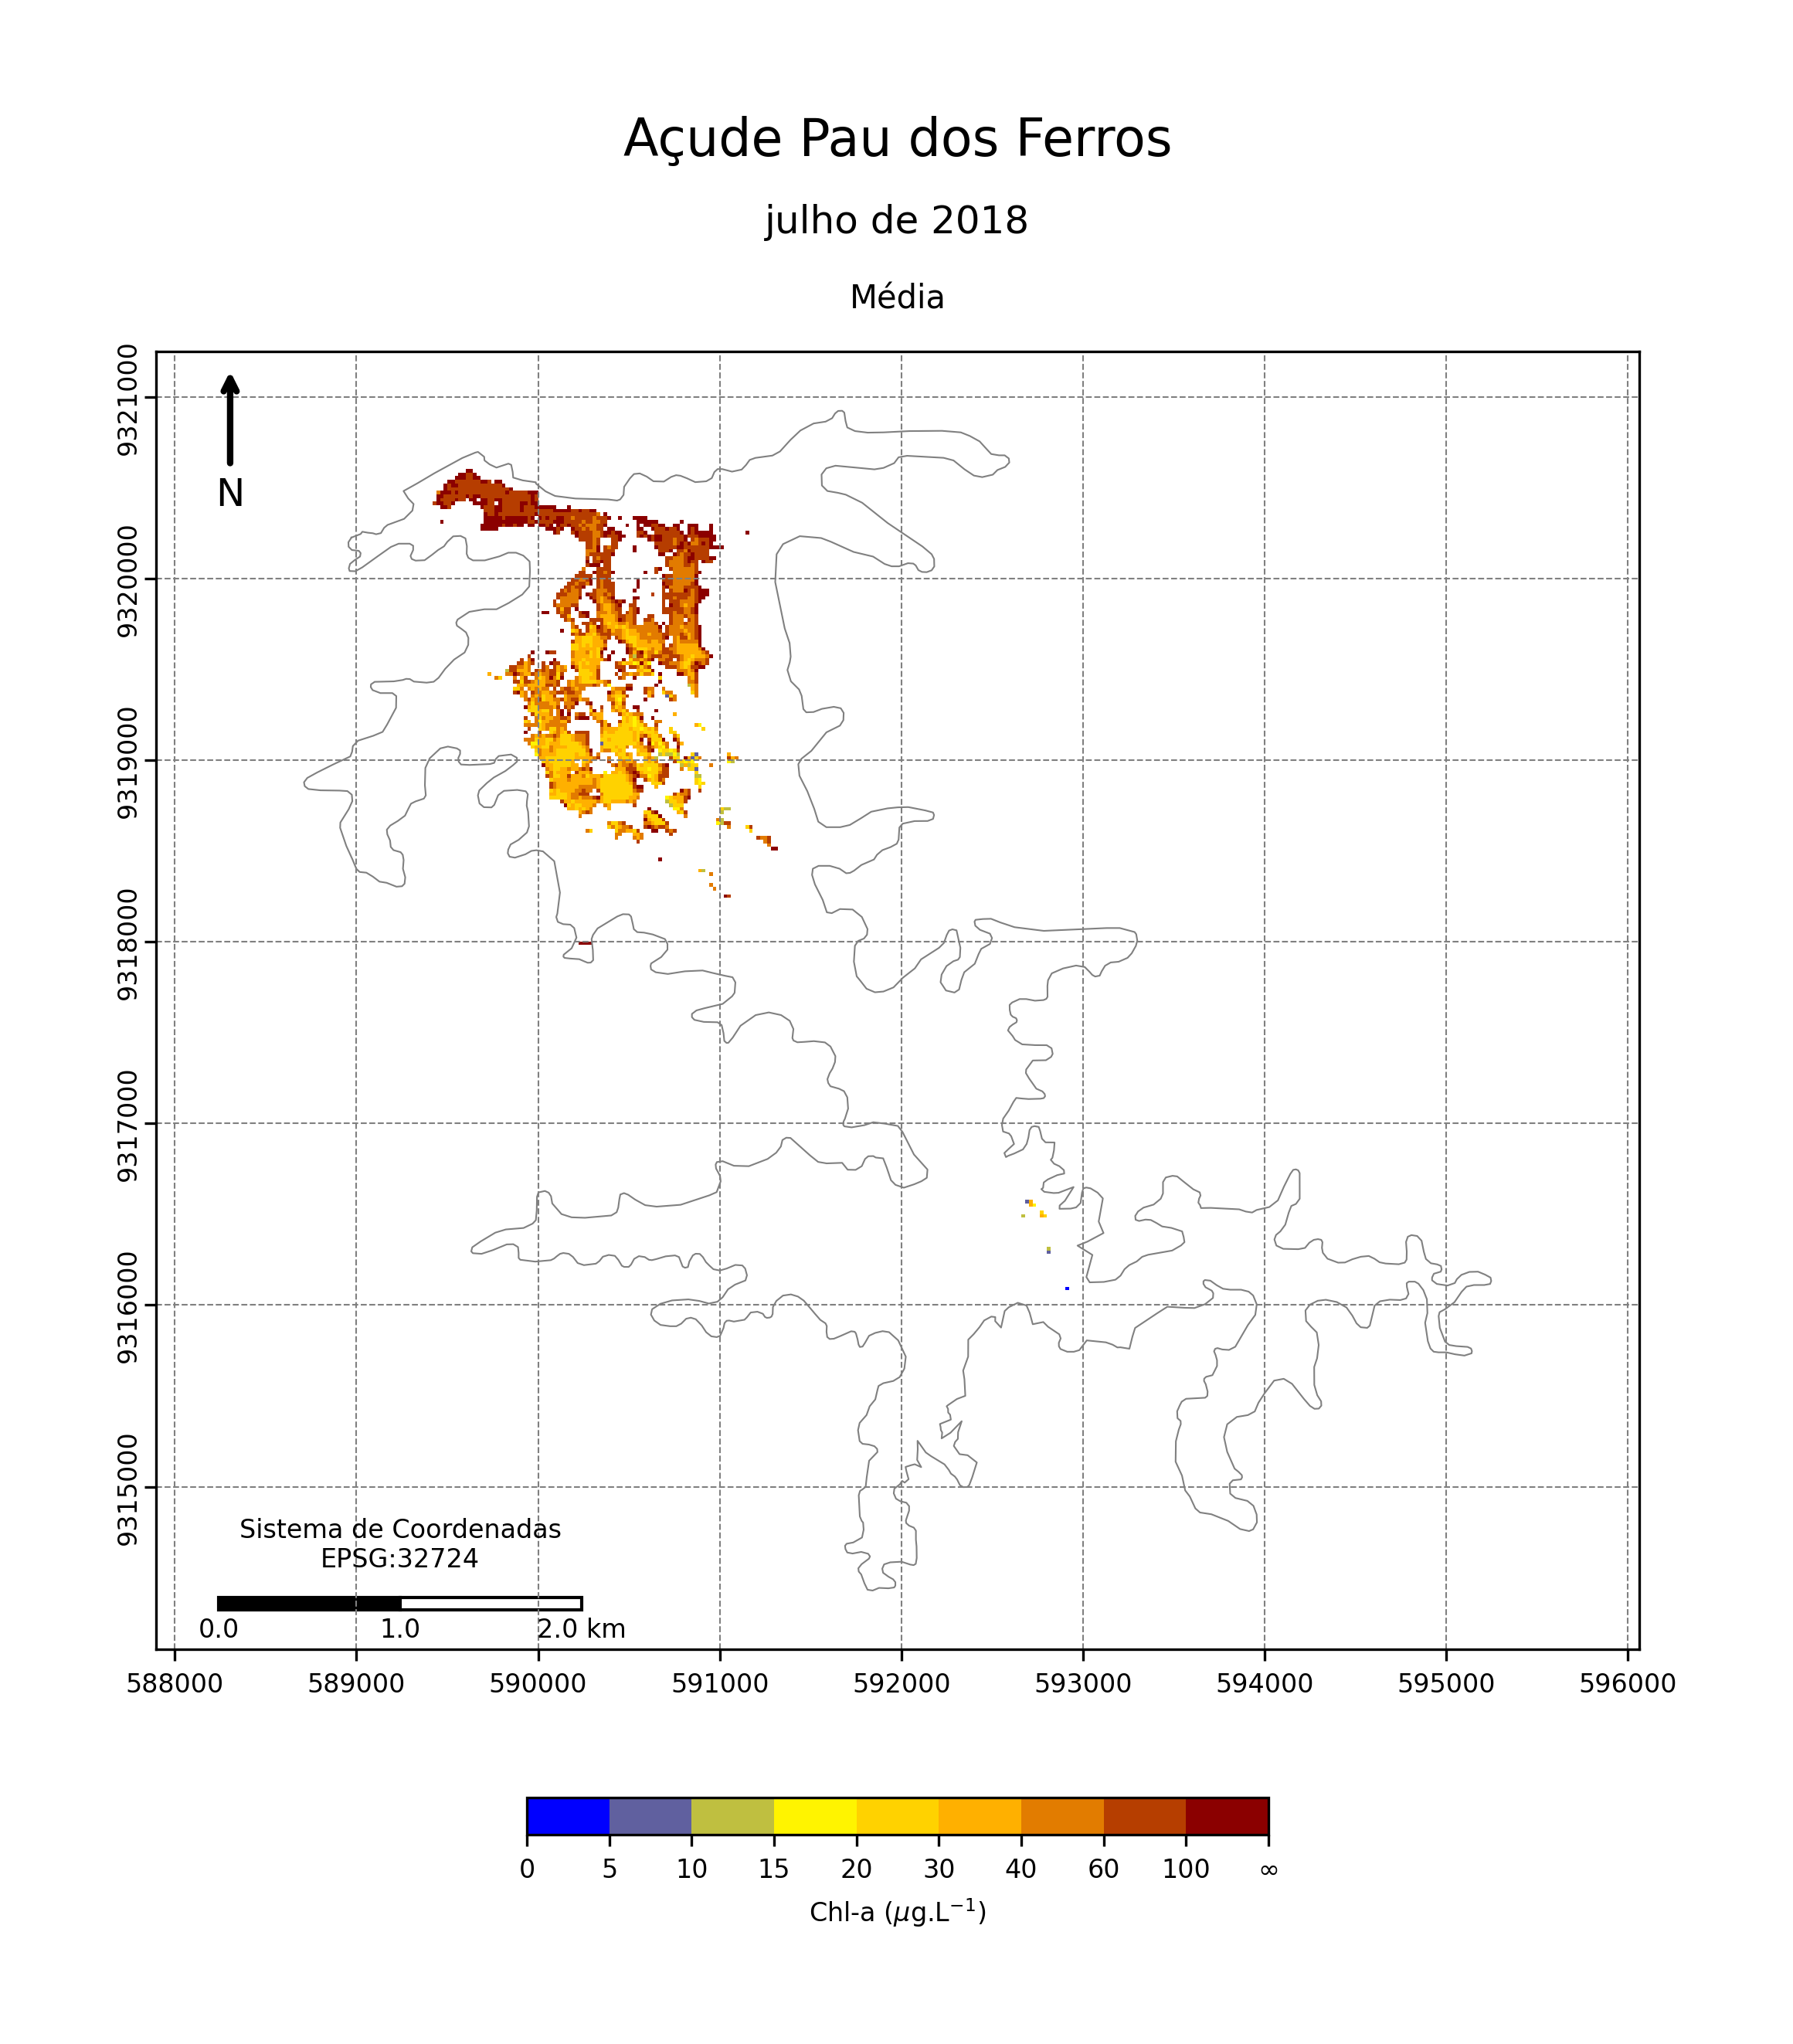 Açude Pau dos Ferros
julho de 2018
Média
9321000
9320000
9319000
9318000
9317000
9316000
9315000
N
Sistema de Coordenadas
EPSG:32724
0.0 1.0 2.0 km
588000 589000 590000 591000 592000 593000 594000 595000 596000
0 5 10 15 20 30 40 60 100 ∞
Chl-a (μg.L⁻¹)